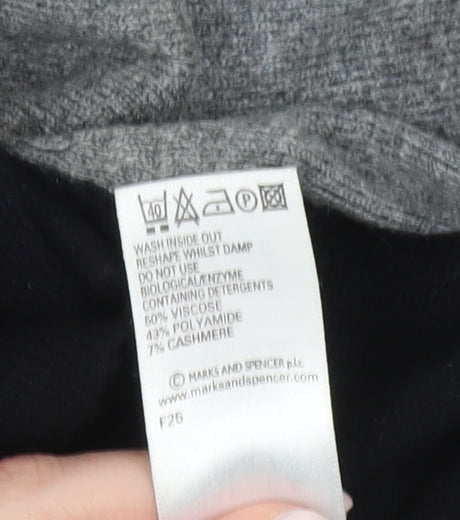 40
P
WASH INSIDE OUT
RESHAPE WHILST DAMP
DO NOT USE
BIOLOGICAL/ENZYME
CONTAINING DETERGENTS
50% VISCOSE
43% POLYAMIDE
7% CASHMERE
© MARKS AND SPENCER p.l.c
www.marksandspencer.com
F25